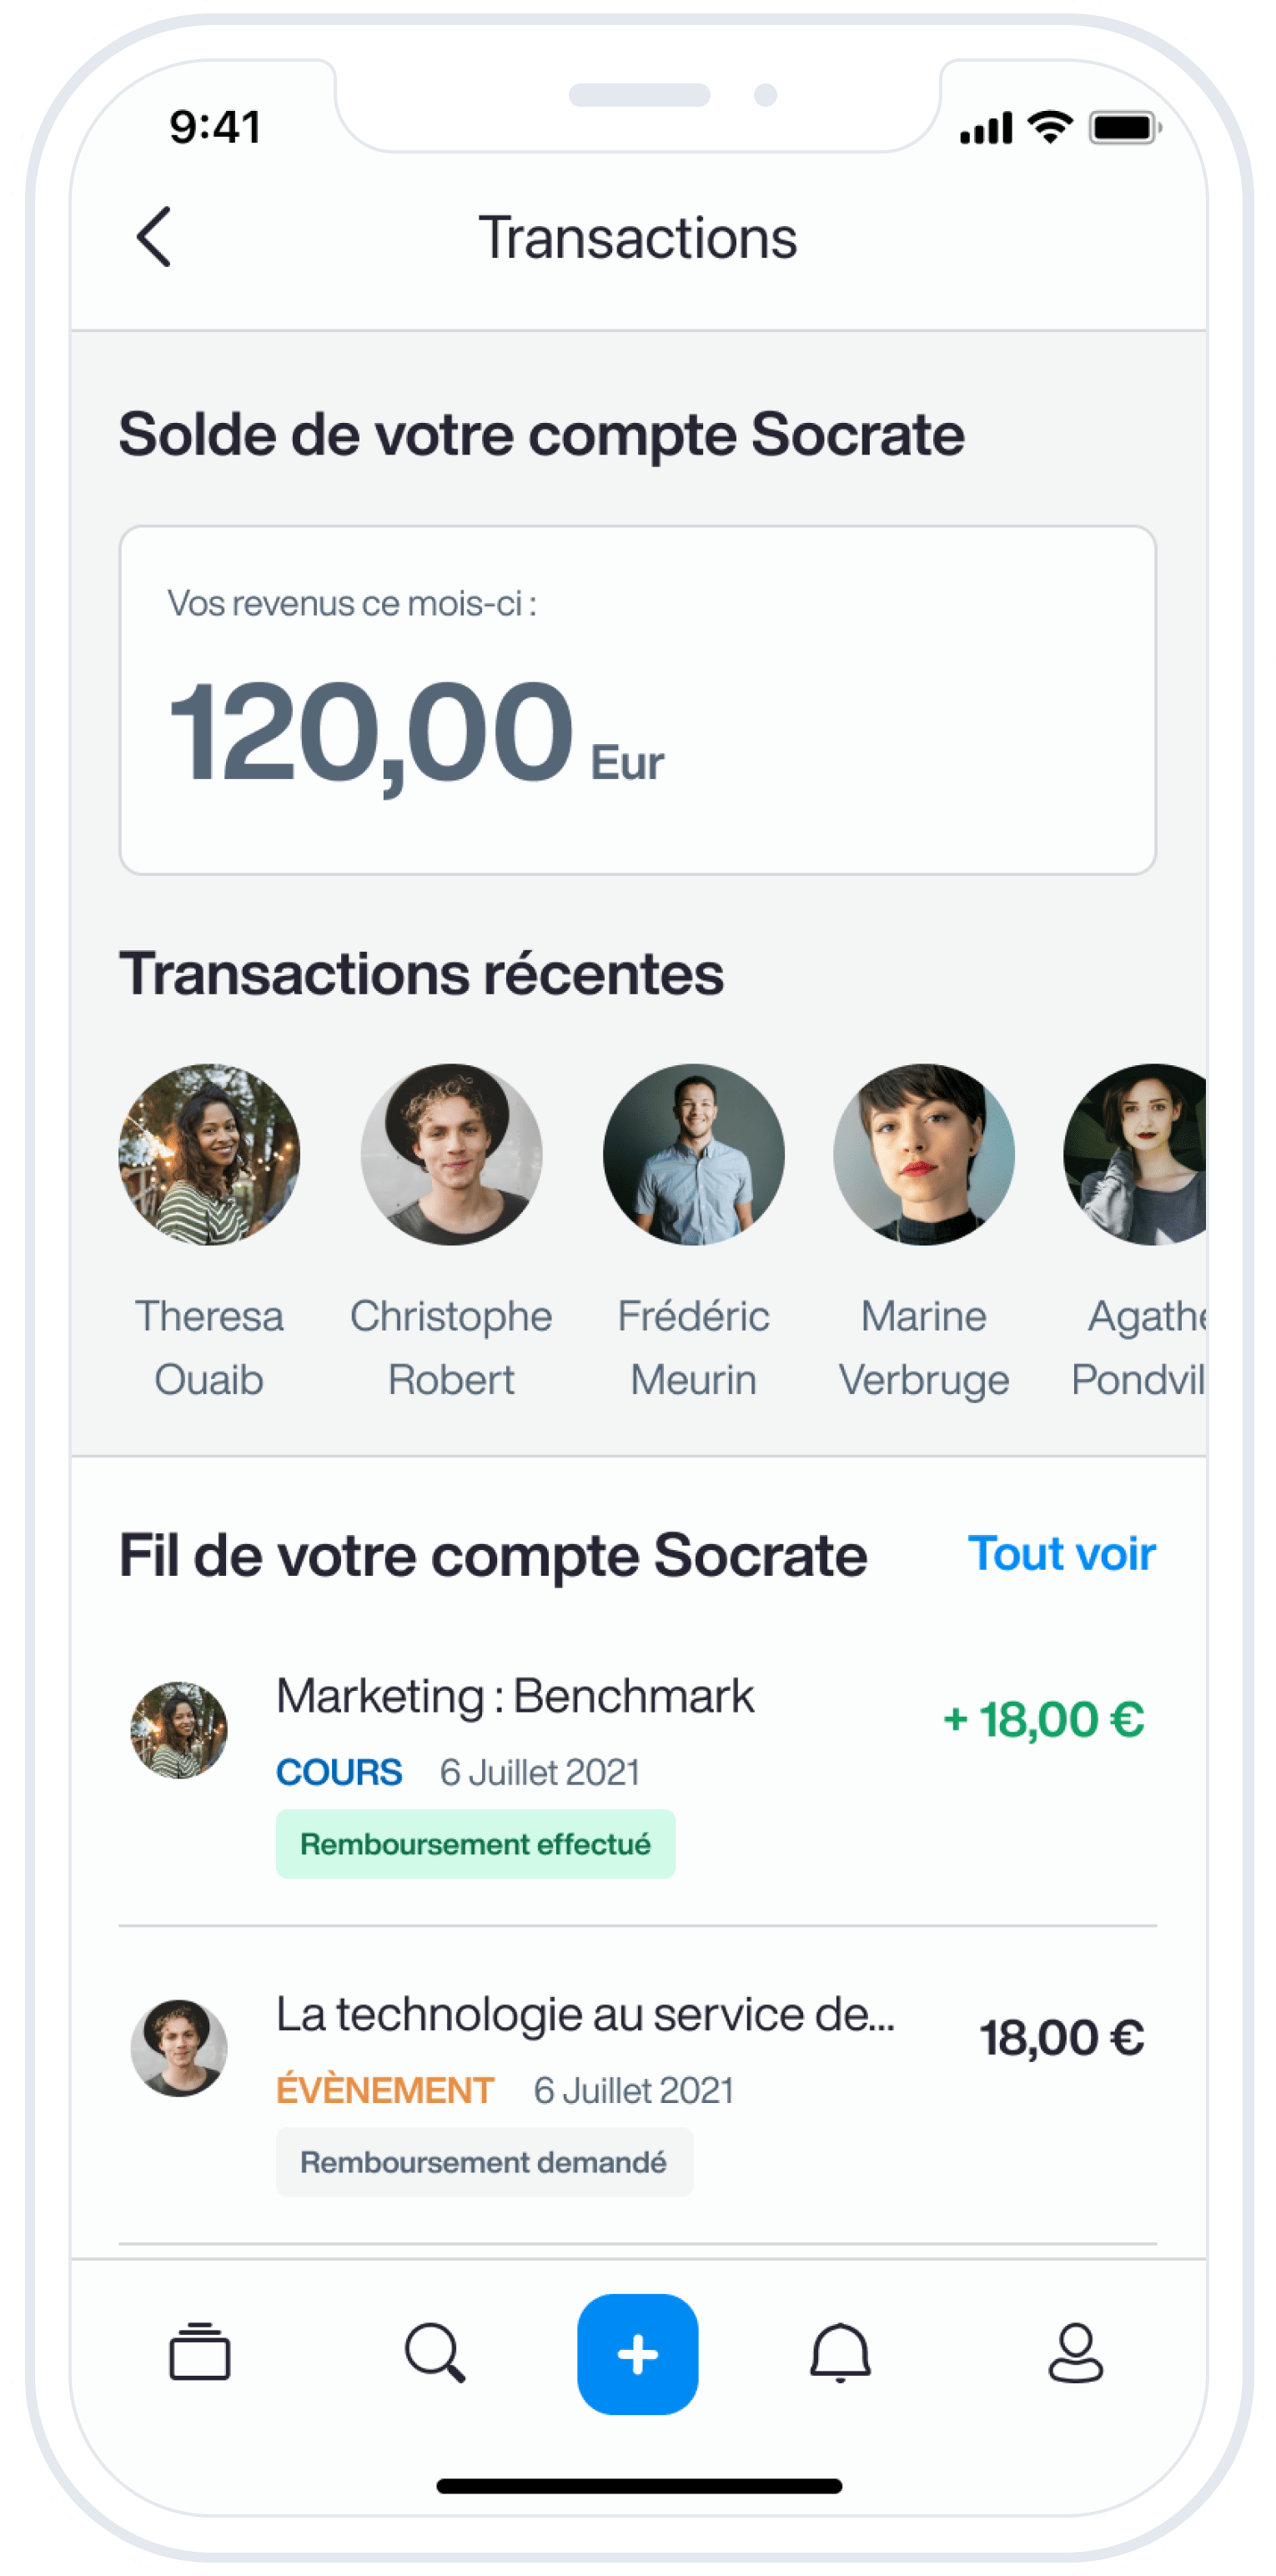 9:41
Transactions
Solde de votre compte Socrate
Vos revenus ce mois-ci :
120,00 Eur
Transactions récentes
Theresa Ouaib
Christophe Robert
Frédéric Meurin
Marine Verbruge
Agathe Pondvil
Fil de votre compte Socrate
Tout voir
Marketing : Benchmark
+ 18,00 €
COURS 6 Juillet 2021
Remboursement effectué
La technologie au service de...
18,00 €
ÉVÈNEMENT 6 Juillet 2021
Remboursement demandé